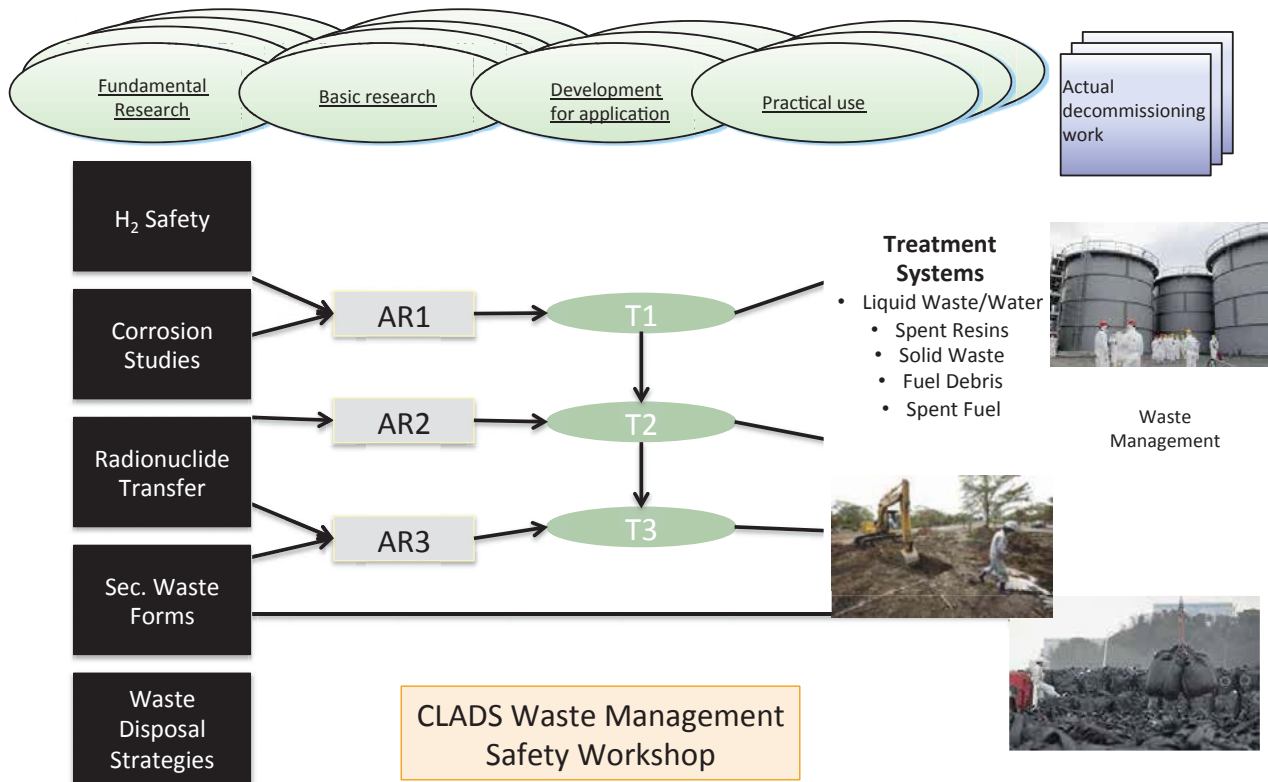 Fundamental
Research
Basic research
Development
for application
Practical use
Actual
decommissioning
work
H₂ Safety
Corrosion
Studies
Radionuclide
Transfer
Sec. Waste
Forms
Waste
Disposal
Strategies
AR1
AR2
AR3
T1
T2
T3
Treatment
Systems
• Liquid Waste/Water
• Spent Resins
• Solid Waste
• Fuel Debris
• Spent Fuel
Waste
Management
CLADS Waste Management
Safety Workshop